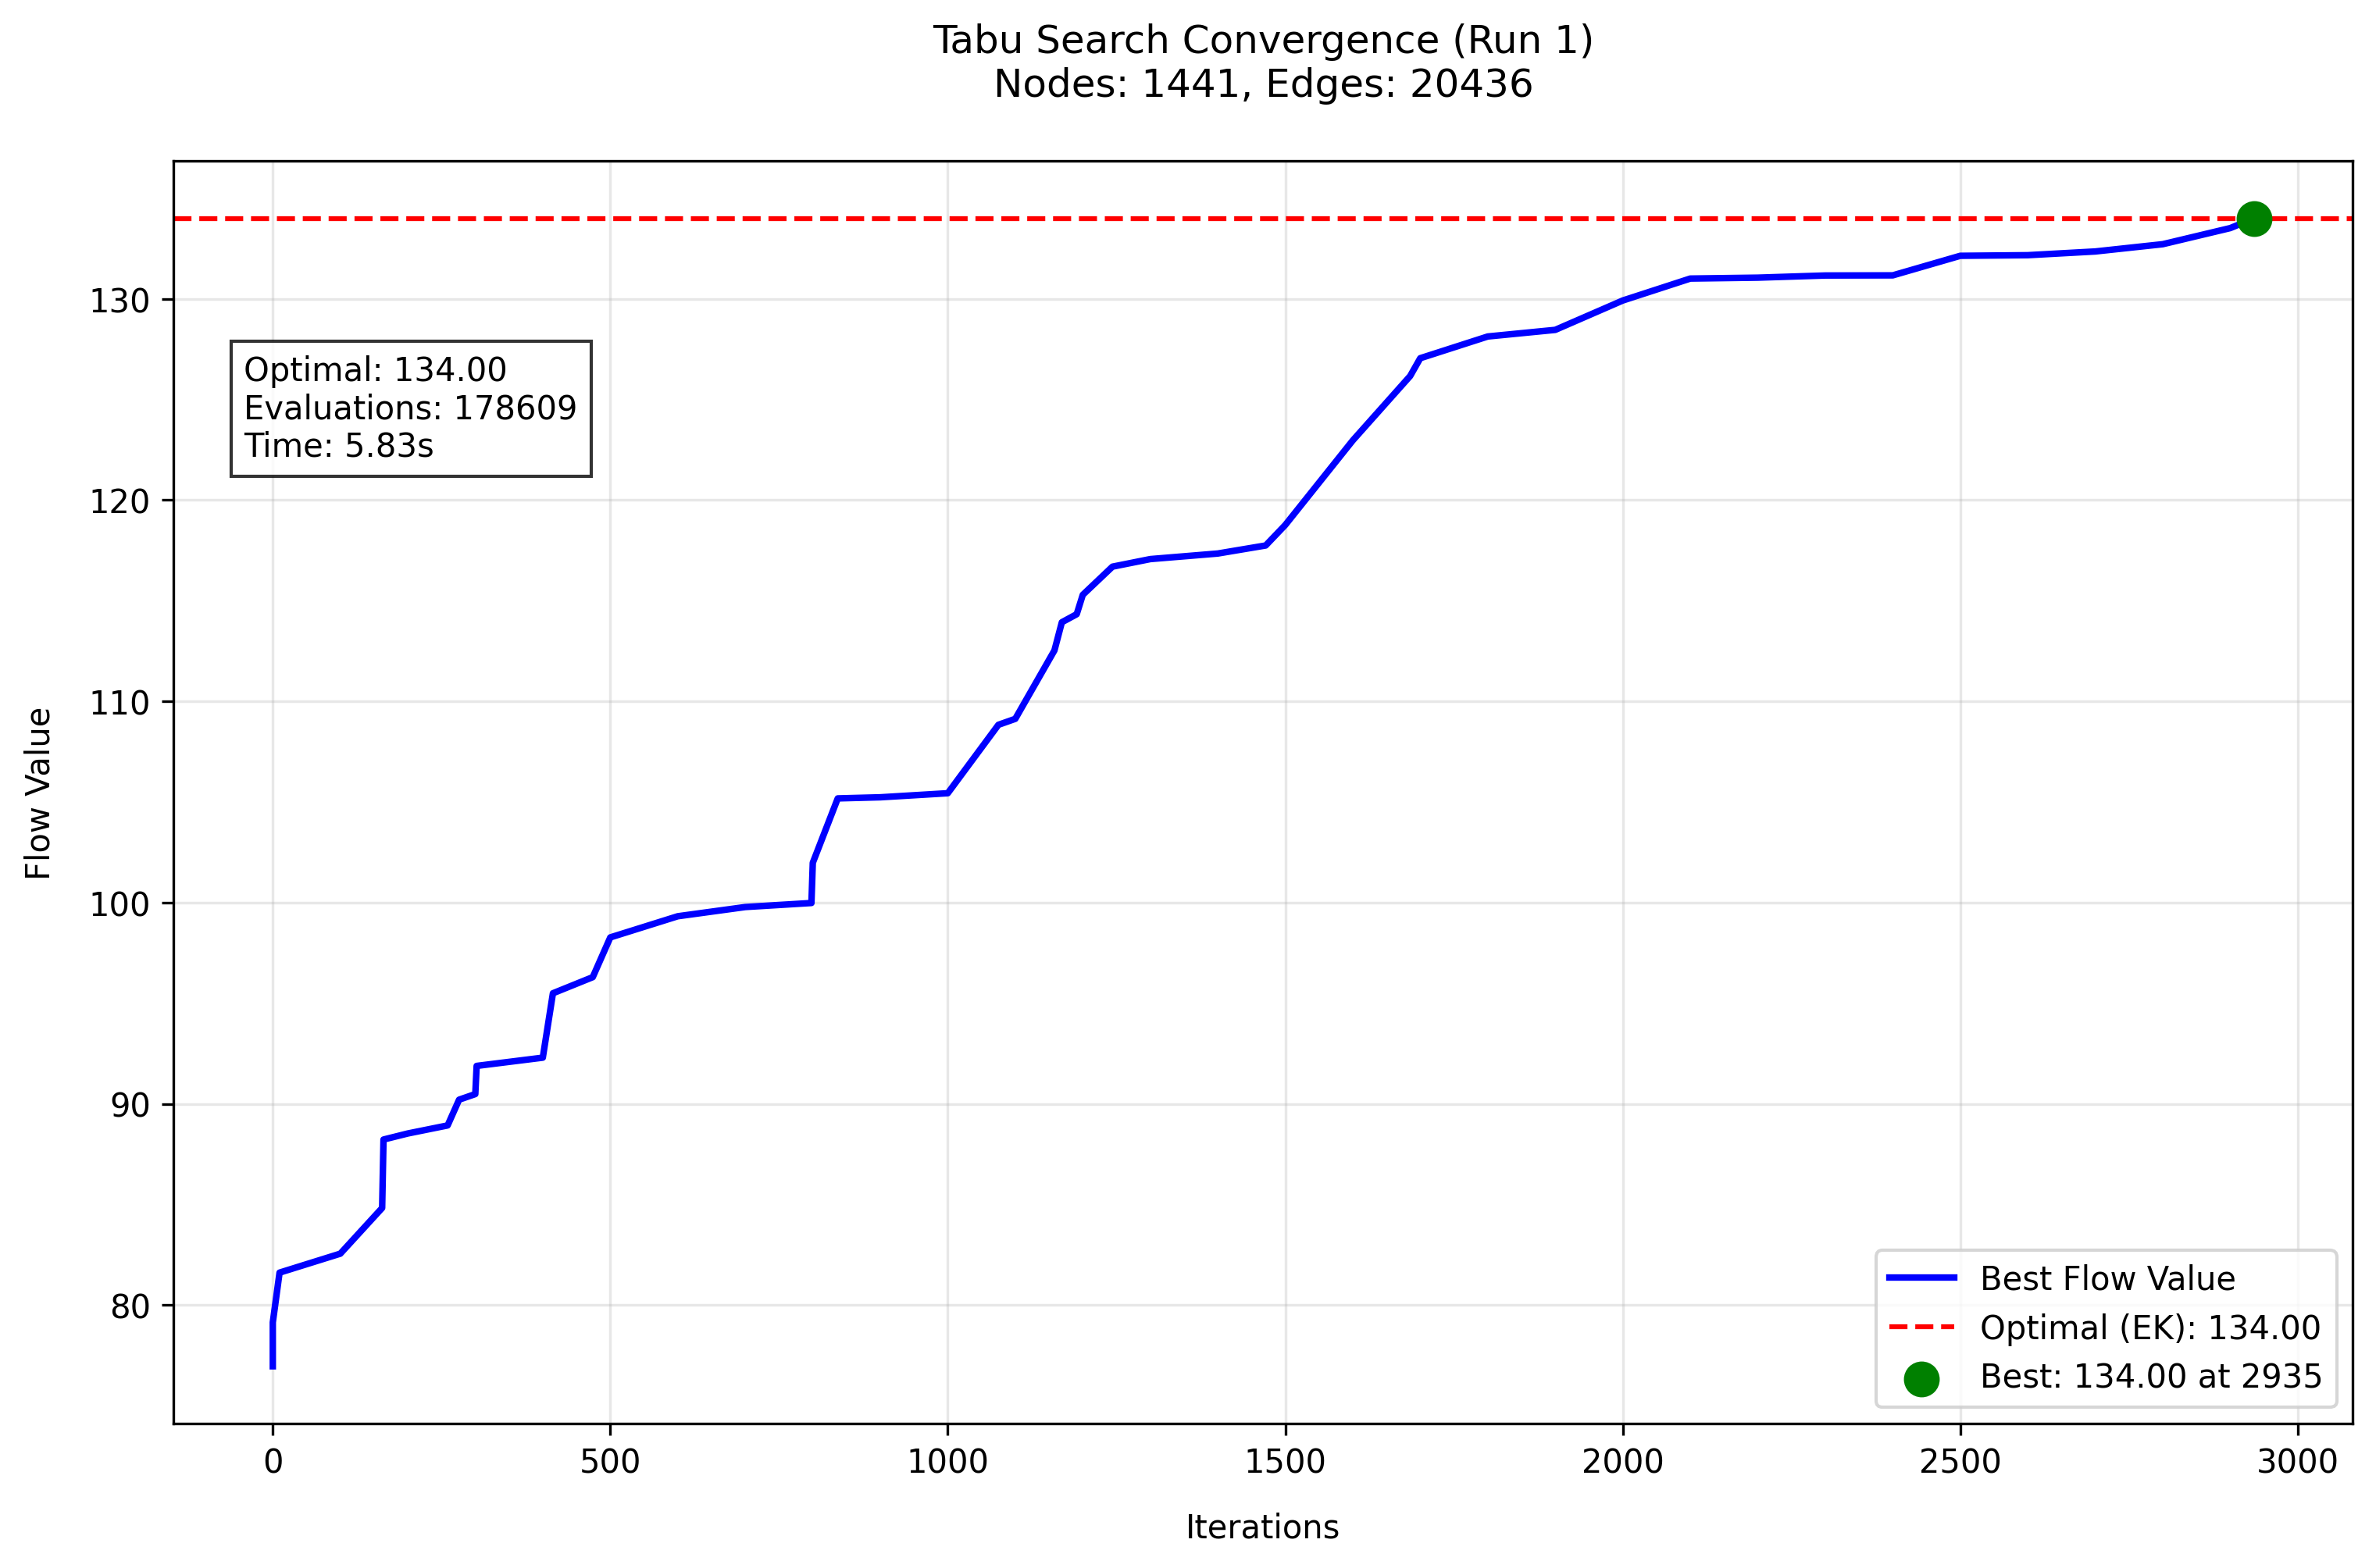 Tabu Search Convergence (Run 1)
Nodes: 1441, Edges: 20436
Flow Value
130
120
110
100
90
80
Optimal: 134.00
Evaluations: 178609
Time: 5.83s
Best Flow Value
Optimal (EK): 134.00
Best: 134.00 at 2935
0 500 1000 1500 2000 2500 3000
Iterations